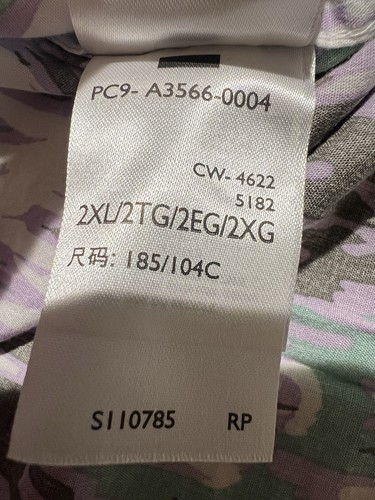 PC9- A3566-0004
CW- 4622
5182
2XL/2TG/2EG/2XG
尺码: 185/104C
S110785 RP